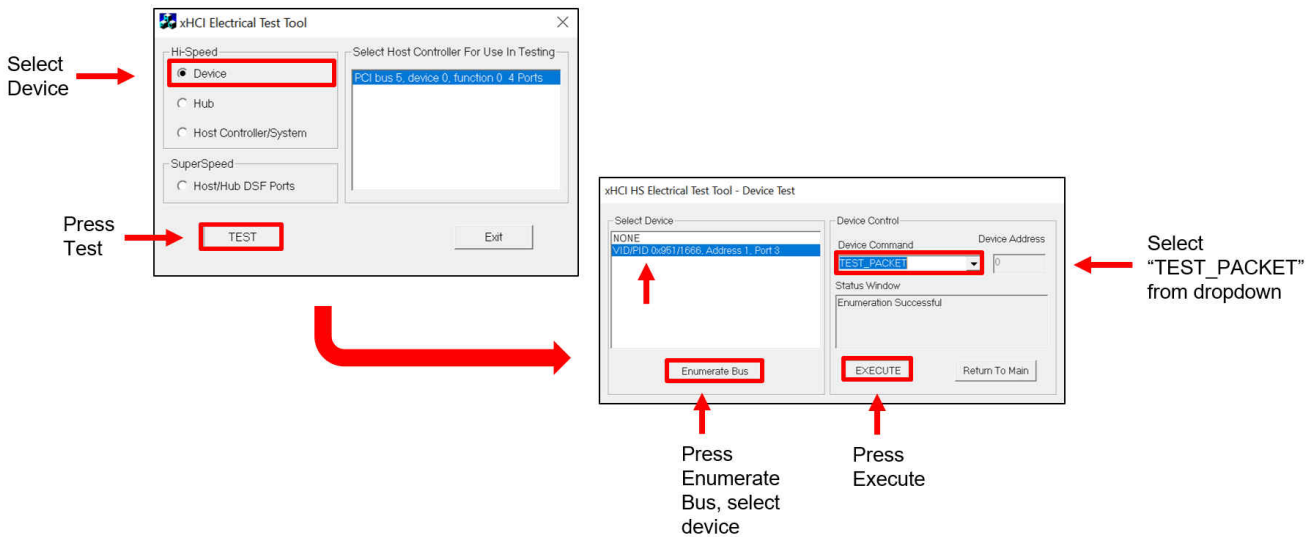 xHCI Electrical Test Tool
Hi-Speed
Device
Hub
Host Controller/System
SuperSpeed
Host/Hub DSF Ports
Select Host Controller For Use In Testing
PCI bus 5, device 0, function 0 4 Ports
TEST
Exit
Select
Device
Press
Test
xHCI HS Electrical Test Tool - Device Test
Select Device
NONE
VID/PID 0x951/1666, Address 1, Port 3
Enumerate Bus
Device Control
Device Command
Device Address
TEST_PACKET
0
Status Window
Enumeration Successful
EXECUTE
Return To Main
Select
“TEST_PACKET”
from dropdown
Press
Enumerate
Bus, select
device
Press
Execute